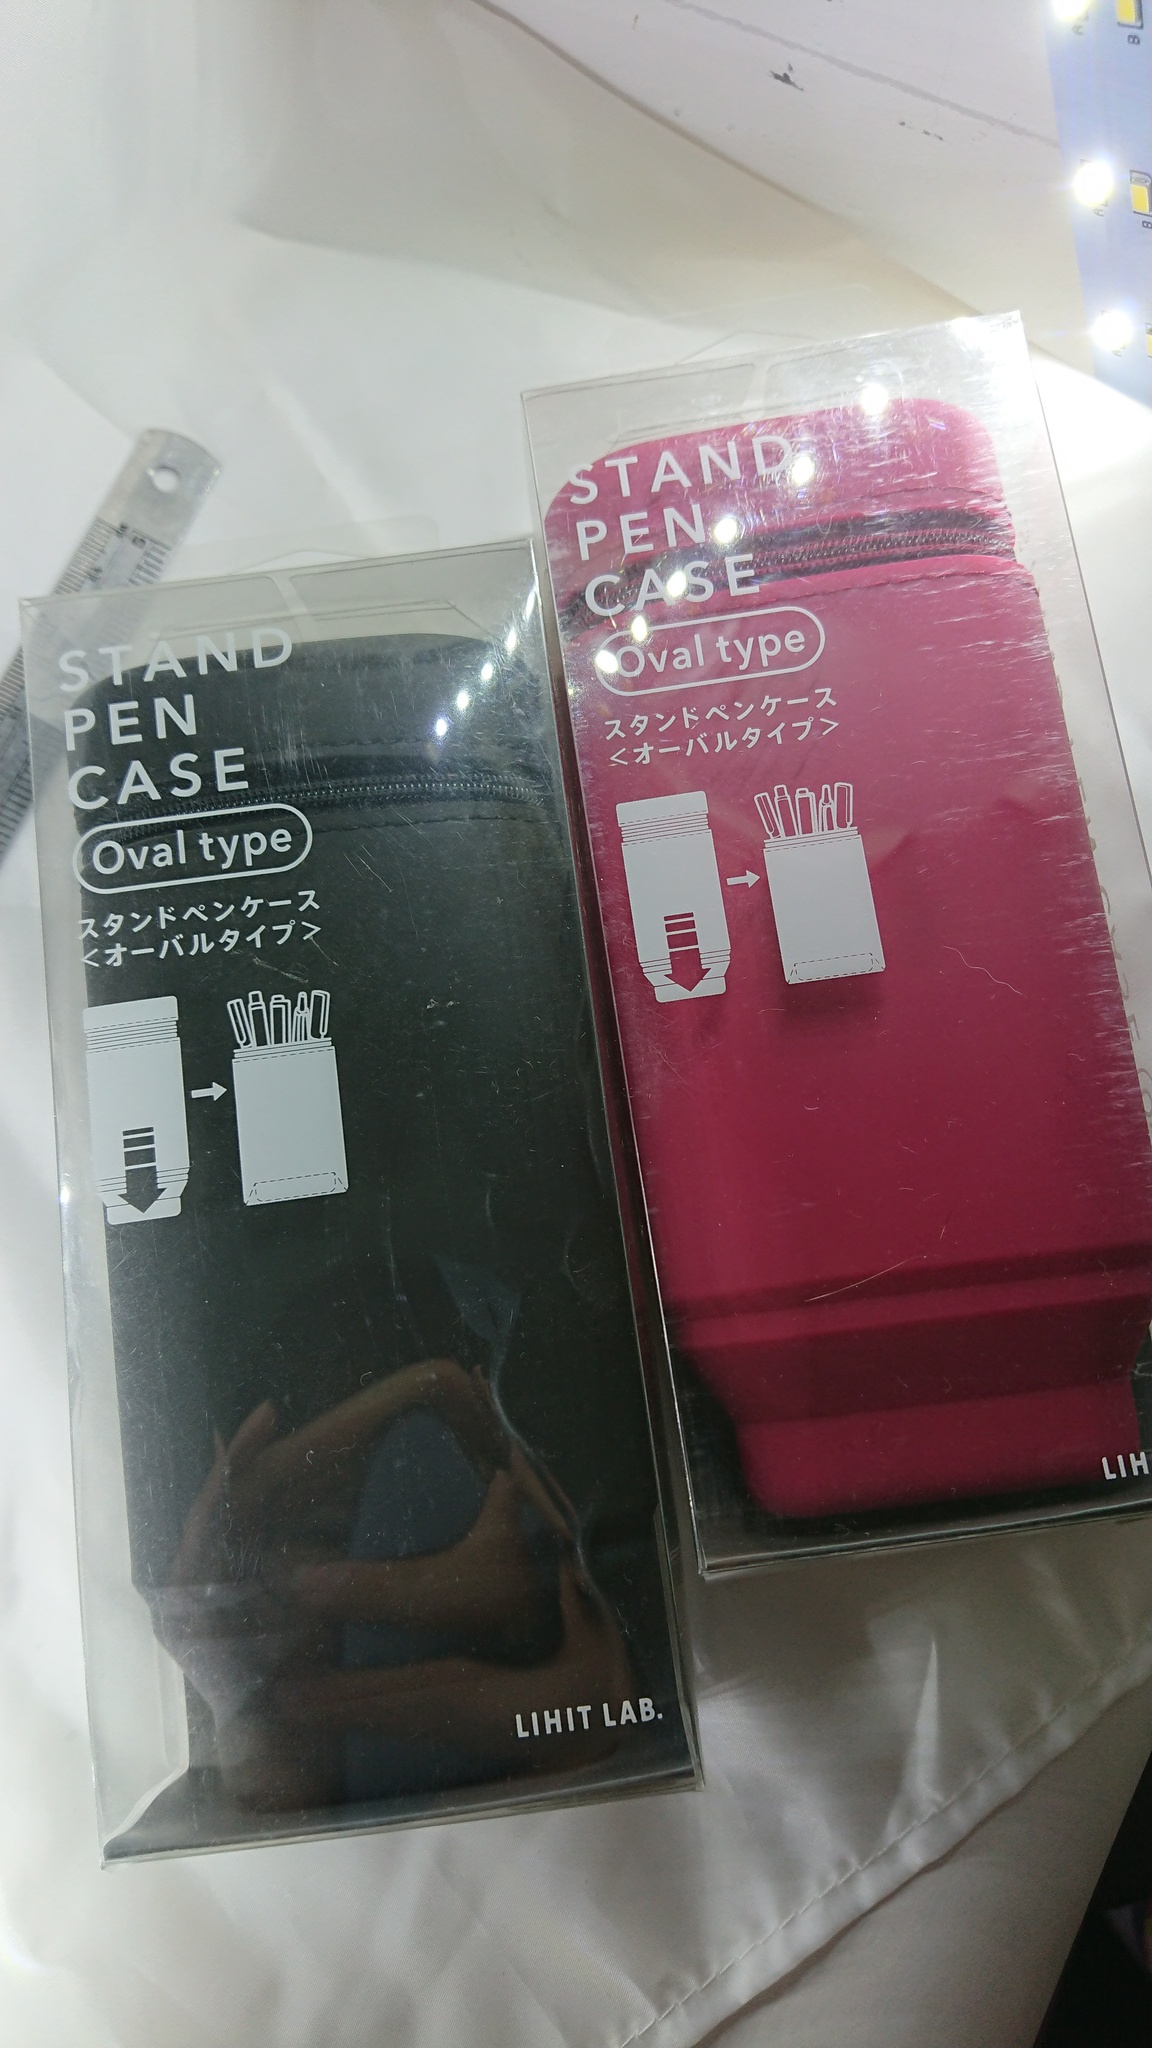 STAND
PEN
CASE
Oval type
スタンドペンケース
<オーバルタイプ>
LIHIT LAB.
STAND
PEN
CASE
Oval type
スタンドペンケース
<オーバルタイプ>
LIH